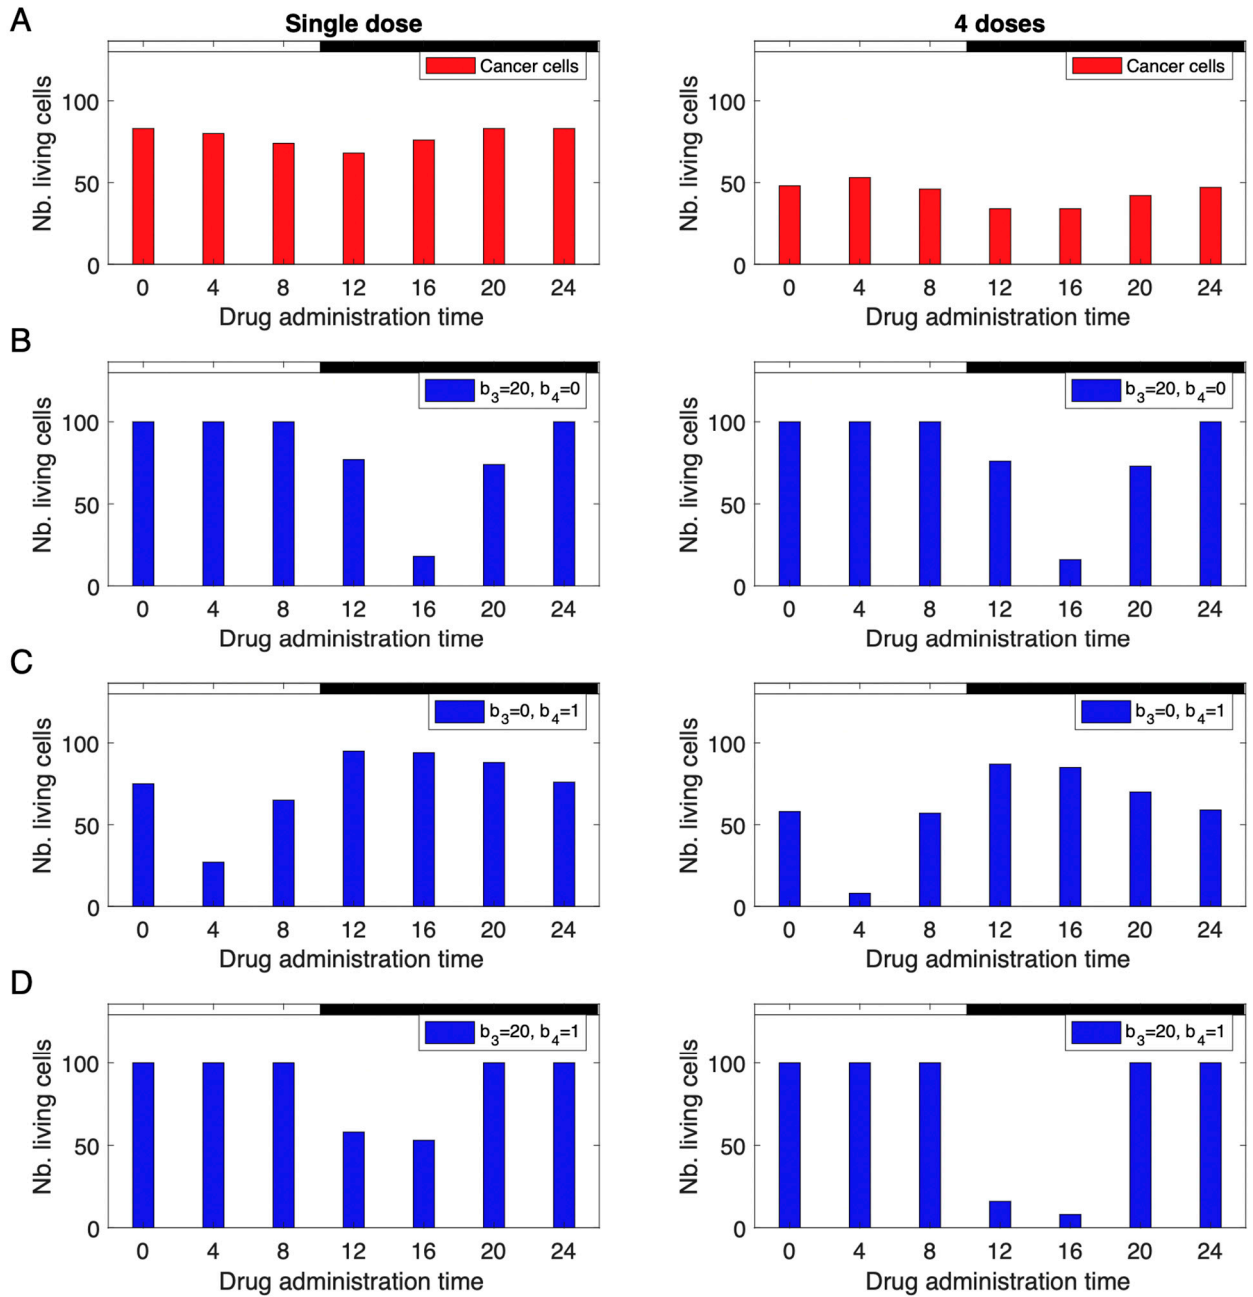 A
Single dose
4 doses
Nb. living cells
100
50
0
Cancer cells
0 4 8 12 16 20 24
Drug administration time
Nb. living cells
100
50
0
Cancer cells
0 4 8 12 16 20 24
Drug administration time
B
Nb. living cells
100
50
0
b₃=20, b₄=0
0 4 8 12 16 20 24
Drug administration time
Nb. living cells
100
50
0
b₃=20, b₄=0
0 4 8 12 16 20 24
Drug administration time
C
Nb. living cells
100
50
0
b₃=0, b₄=1
0 4 8 12 16 20 24
Drug administration time
Nb. living cells
100
50
0
b₃=0, b₄=1
0 4 8 12 16 20 24
Drug administration time
D
Nb. living cells
100
50
0
b₃=20, b₄=1
0 4 8 12 16 20 24
Drug administration time
Nb. living cells
100
50
0
b₃=20, b₄=1
0 4 8 12 16 20 24
Drug administration time